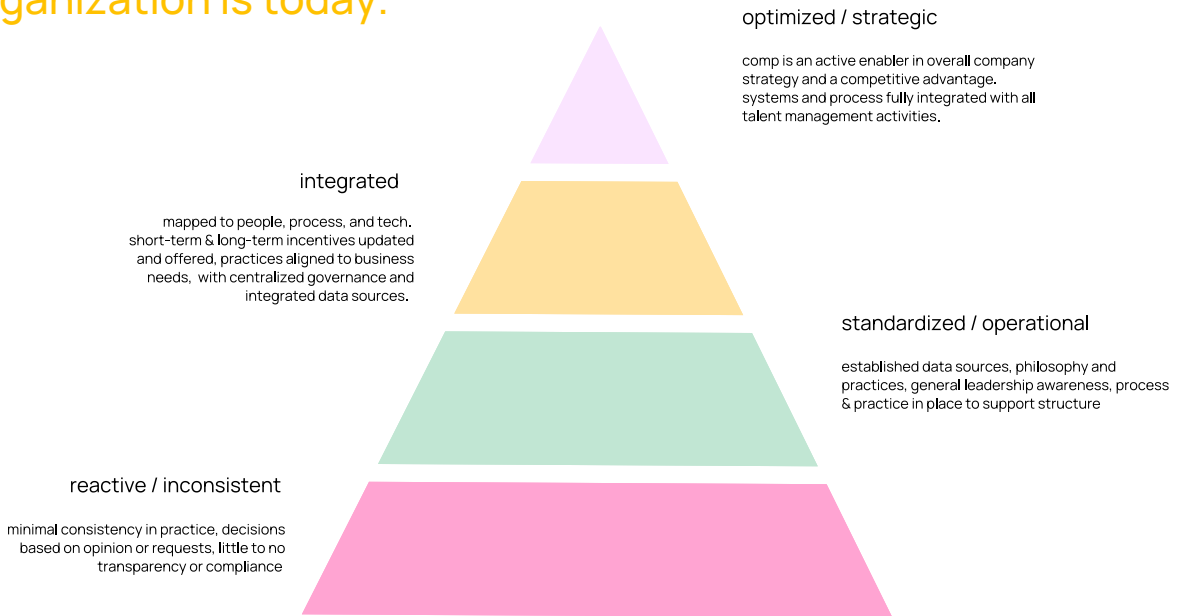 ganization is today.
optimized / strategic
comp is an active enabler in overall company
strategy and a competitive advantage.
systems and process fully integrated with all
talent management activities.
integrated
mapped to people, process, and tech.
short-term & long-term incentives updated
and offered, practices aligned to business
needs, with centralized governance and
integrated data sources.
standardized / operational
established data sources, philosophy and
practices, general leadership awareness, process
& practice in place to support structure
reactive / inconsistent
minimal consistency in practice, decisions
based on opinion or requests, little to no
transparency or compliance